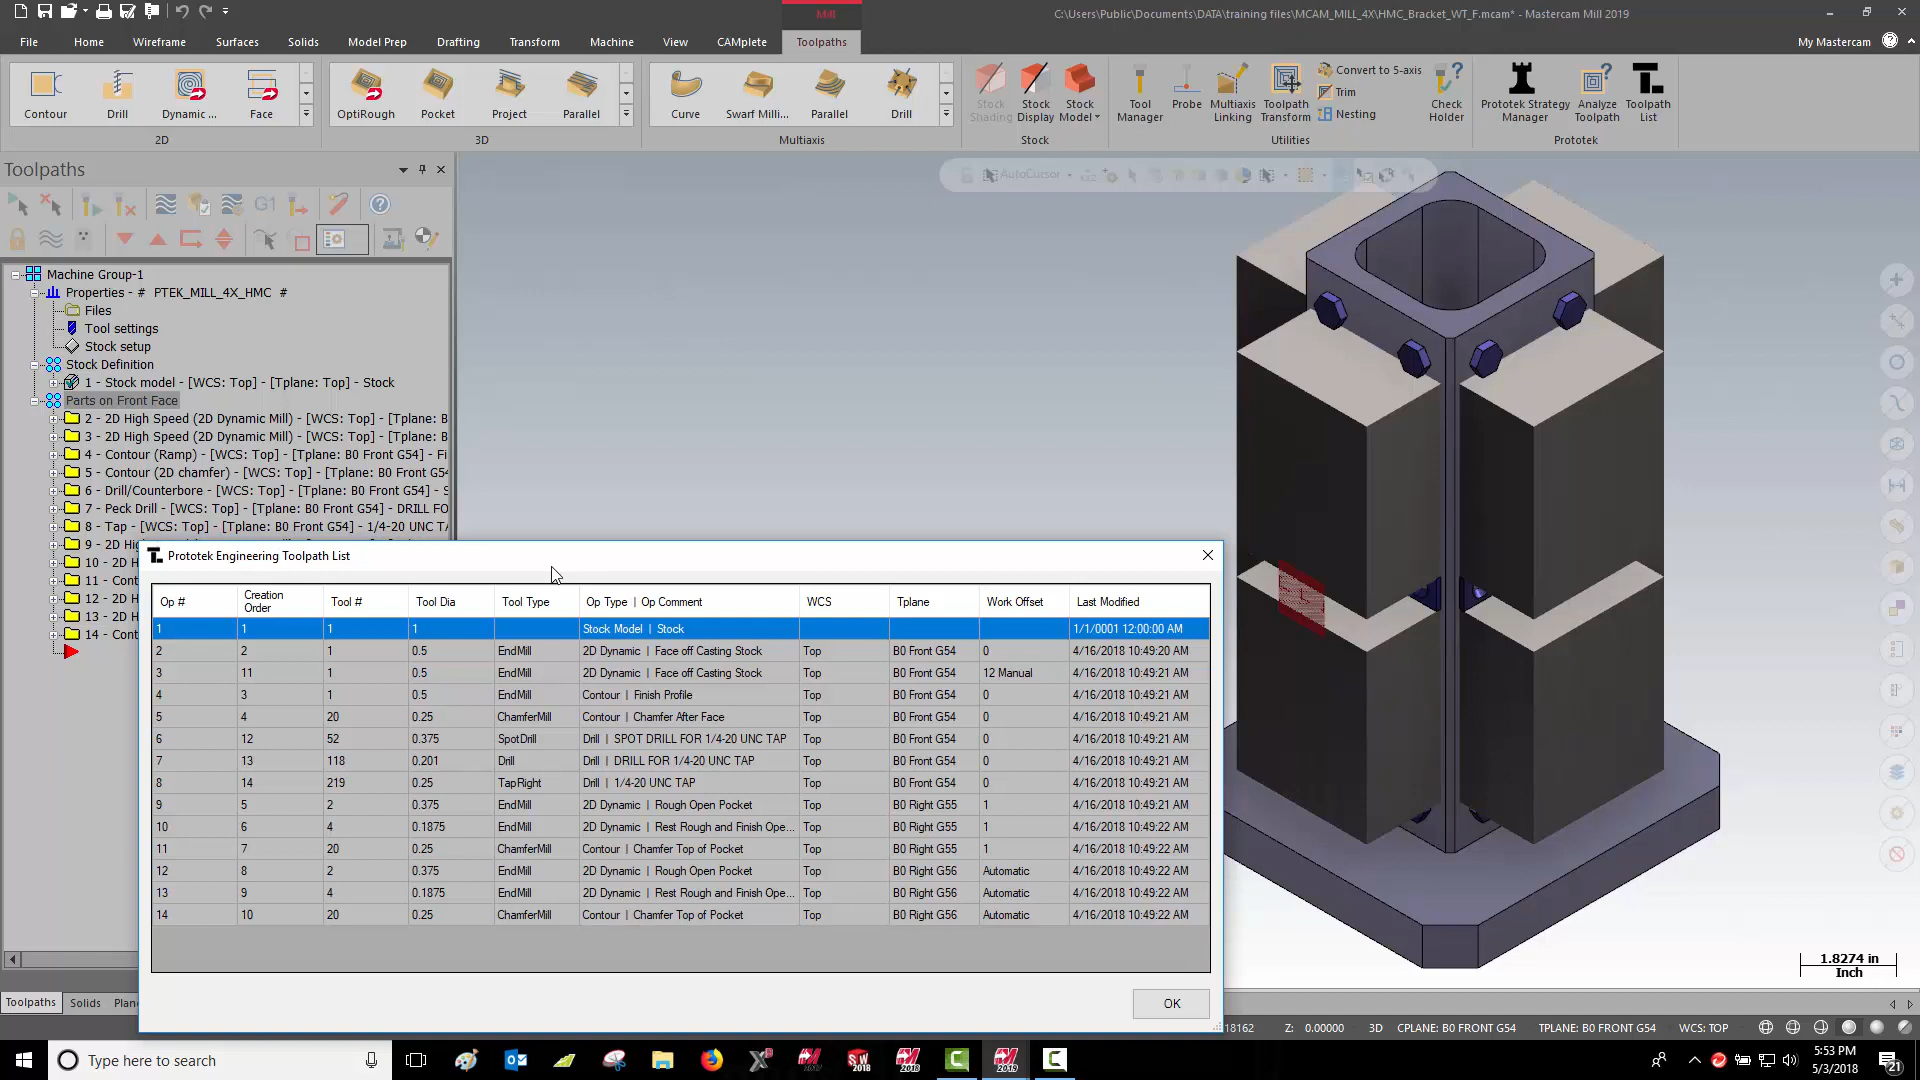 Mill
C:\Users\Public\Documents\DATA\training files\MCAM_MILL_4X\HMC_Bracket_WT_F.mcam* - Mastercam Mill 2019
File Home Wireframe Surfaces Solids Model Prep Drafting Transform Machine View CAMplete Toolpaths My Mastercam
Contour Drill Dynamic ... Face
2D
OptiRough Pocket Project Parallel
3D
Curve Swarf Milli... Parallel Drill
Multiaxis
Stock Shading Stock Display Stock Model
Stock
Tool Manager Probe Multiaxis Linking Toolpath Transform Convert to 5-axis Trim Nesting Check Holder
Utilities
Prototek Strategy Manager Analyze Toolpath Toolpath List
Prototek
Toolpaths
AutoCursor
G1
Machine Group-1
Properties - # PTEK_MILL_4X_HMC #
Files
Tool settings
Stock setup
Stock Definition
1 - Stock model - [WCS: Top] - [Tplane: Top] - Stock
Parts on Front Face
2 - 2D High Speed (2D Dynamic Mill) - [WCS: Top] - [Tplane: B
3 - 2D High Speed (2D Dynamic Mill) - [WCS: Top] - [Tplane: B
4 - Contour (Ramp) - [WCS: Top] - [Tplane: B0 Front G54] - Fi
5 - Contour (2D chamfer) - [WCS: Top] - [Tplane: B0 Front G54
6 - Drill/Counterbore - [WCS: Top] - [Tplane: B0 Front G54] - S
7 - Peck Drill - [WCS: Top] - [Tplane: B0 Front G54] - DRILL FO
8 - Tap - [WCS: Top] - [Tplane: B0 Front G54] - 1/4-20 UNC T
9 - 2D Hi
10 - 2D H
11 - Cont
12 - 2D H
13 - 2D H
14 - Cont
Prototek Engineering Toolpath List
Op # Creation Order Tool # Tool Dia Tool Type Op Type | Op Comment WCS Tplane Work Offset Last Modified
1 1 1 1 Stock Model | Stock 1/1/0001 12:00:00 AM
2 2 1 0.5 EndMill 2D Dynamic | Face off Casting Stock Top B0 Front G54 0 4/16/2018 10:49:20 AM
3 11 1 0.5 EndMill 2D Dynamic | Face off Casting Stock Top B0 Front G54 12 Manual 4/16/2018 10:49:21 AM
4 3 1 0.5 EndMill Contour | Finish Profile Top B0 Front G54 0 4/16/2018 10:49:21 AM
5 4 20 0.25 ChamferMill Contour | Chamfer After Face Top B0 Front G54 0 4/16/2018 10:49:21 AM
6 12 52 0.375 SpotDrill Drill | SPOT DRILL FOR 1/4-20 UNC TAP Top B0 Front G54 0 4/16/2018 10:49:21 AM
7 13 118 0.201 Drill Drill | DRILL FOR 1/4-20 UNC TAP Top B0 Front G54 0 4/16/2018 10:49:21 AM
8 14 219 0.25 TapRight Drill | 1/4-20 UNC TAP Top B0 Front G54 0 4/16/2018 10:49:21 AM
9 5 2 0.375 EndMill 2D Dynamic | Rough Open Pocket Top B0 Right G55 1 4/16/2018 10:49:21 AM
10 6 4 0.1875 EndMill 2D Dynamic | Rest Rough and Finish Ope... Top B0 Right G55 1 4/16/2018 10:49:22 AM
11 7 20 0.25 ChamferMill Contour | Chamfer Top of Pocket Top B0 Right G55 1 4/16/2018 10:49:22 AM
12 8 2 0.375 EndMill 2D Dynamic | Rough Open Pocket Top B0 Right G56 Automatic 4/16/2018 10:49:22 AM
13 9 4 0.1875 EndMill 2D Dynamic | Rest Rough and Finish Ope... Top B0 Right G56 Automatic 4/16/2018 10:49:22 AM
14 10 20 0.25 ChamferMill Contour | Chamfer Top of Pocket Top B0 Right G56 Automatic 4/16/2018 10:49:22 AM
OK
1.8274 in
Inch
Toolpaths Solids Plan
18162 Z: 0.00000 3D CPLANE: B0 FRONT G54 TPLANE: B0 FRONT G54 WCS: TOP
Type here to search
2018
2018
2019
5:53 PM
5/3/2018
21